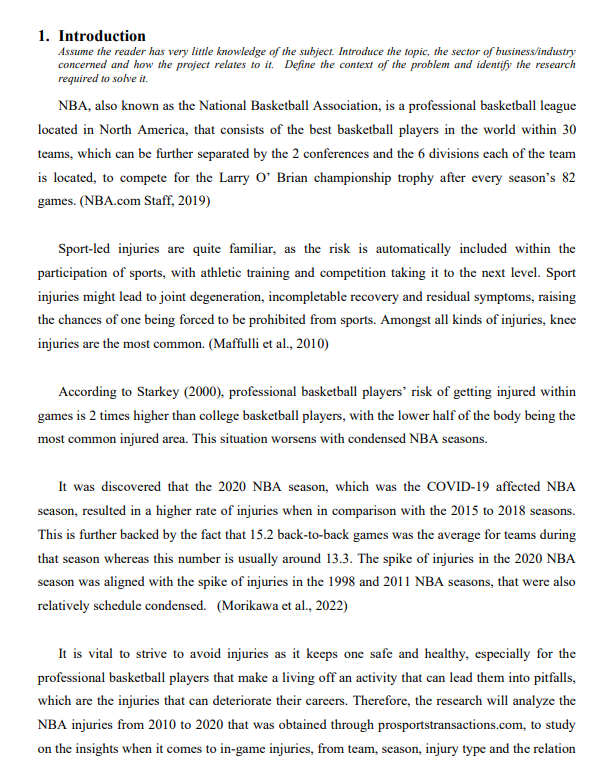 1. Introduction
Assume the reader has very little knowledge of the subject. Introduce the topic, the sector of business/industry
concerned and how the project relates to it. Define the context of the problem and identify the research
required to solve it.
NBA, also known as the National Basketball Association, is a professional basketball league
located in North America, that consists of the best basketball players in the world within 30
teams, which can be further separated by the 2 conferences and the 6 divisions each of the team
is located, to compete for the Larry O’ Brian championship trophy after every season’s 82
games. (NBA.com Staff, 2019)
Sport-led injuries are quite familiar, as the risk is automatically included within the
participation of sports, with athletic training and competition taking it to the next level. Sport
injuries might lead to joint degeneration, incompletable recovery and residual symptoms, raising
the chances of one being forced to be prohibited from sports. Amongst all kinds of injuries, knee
injuries are the most common. (Maffulli et al., 2010)
According to Starkey (2000), professional basketball players’ risk of getting injured within
games is 2 times higher than college basketball players, with the lower half of the body being the
most common injured area. This situation worsens with condensed NBA seasons.
It was discovered that the 2020 NBA season, which was the COVID-19 affected NBA
season, resulted in a higher rate of injuries when in comparison with the 2015 to 2018 seasons.
This is further backed by the fact that 15.2 back-to-back games was the average for teams during
that season whereas this number is usually around 13.3. The spike of injuries in the 2020 NBA
season was aligned with the spike of injuries in the 1998 and 2011 NBA seasons, that were also
relatively schedule condensed. (Morikawa et al., 2022)
It is vital to strive to avoid injuries as it keeps one safe and healthy, especially for the
professional basketball players that make a living off an activity that can lead them into pitfalls,
which are the injuries that can deteriorate their careers. Therefore, the research will analyze the
NBA injuries from 2010 to 2020 that was obtained through prosportstransactions.com, to study
on the insights when it comes to in-game injuries, from team, season, injury type and the relation